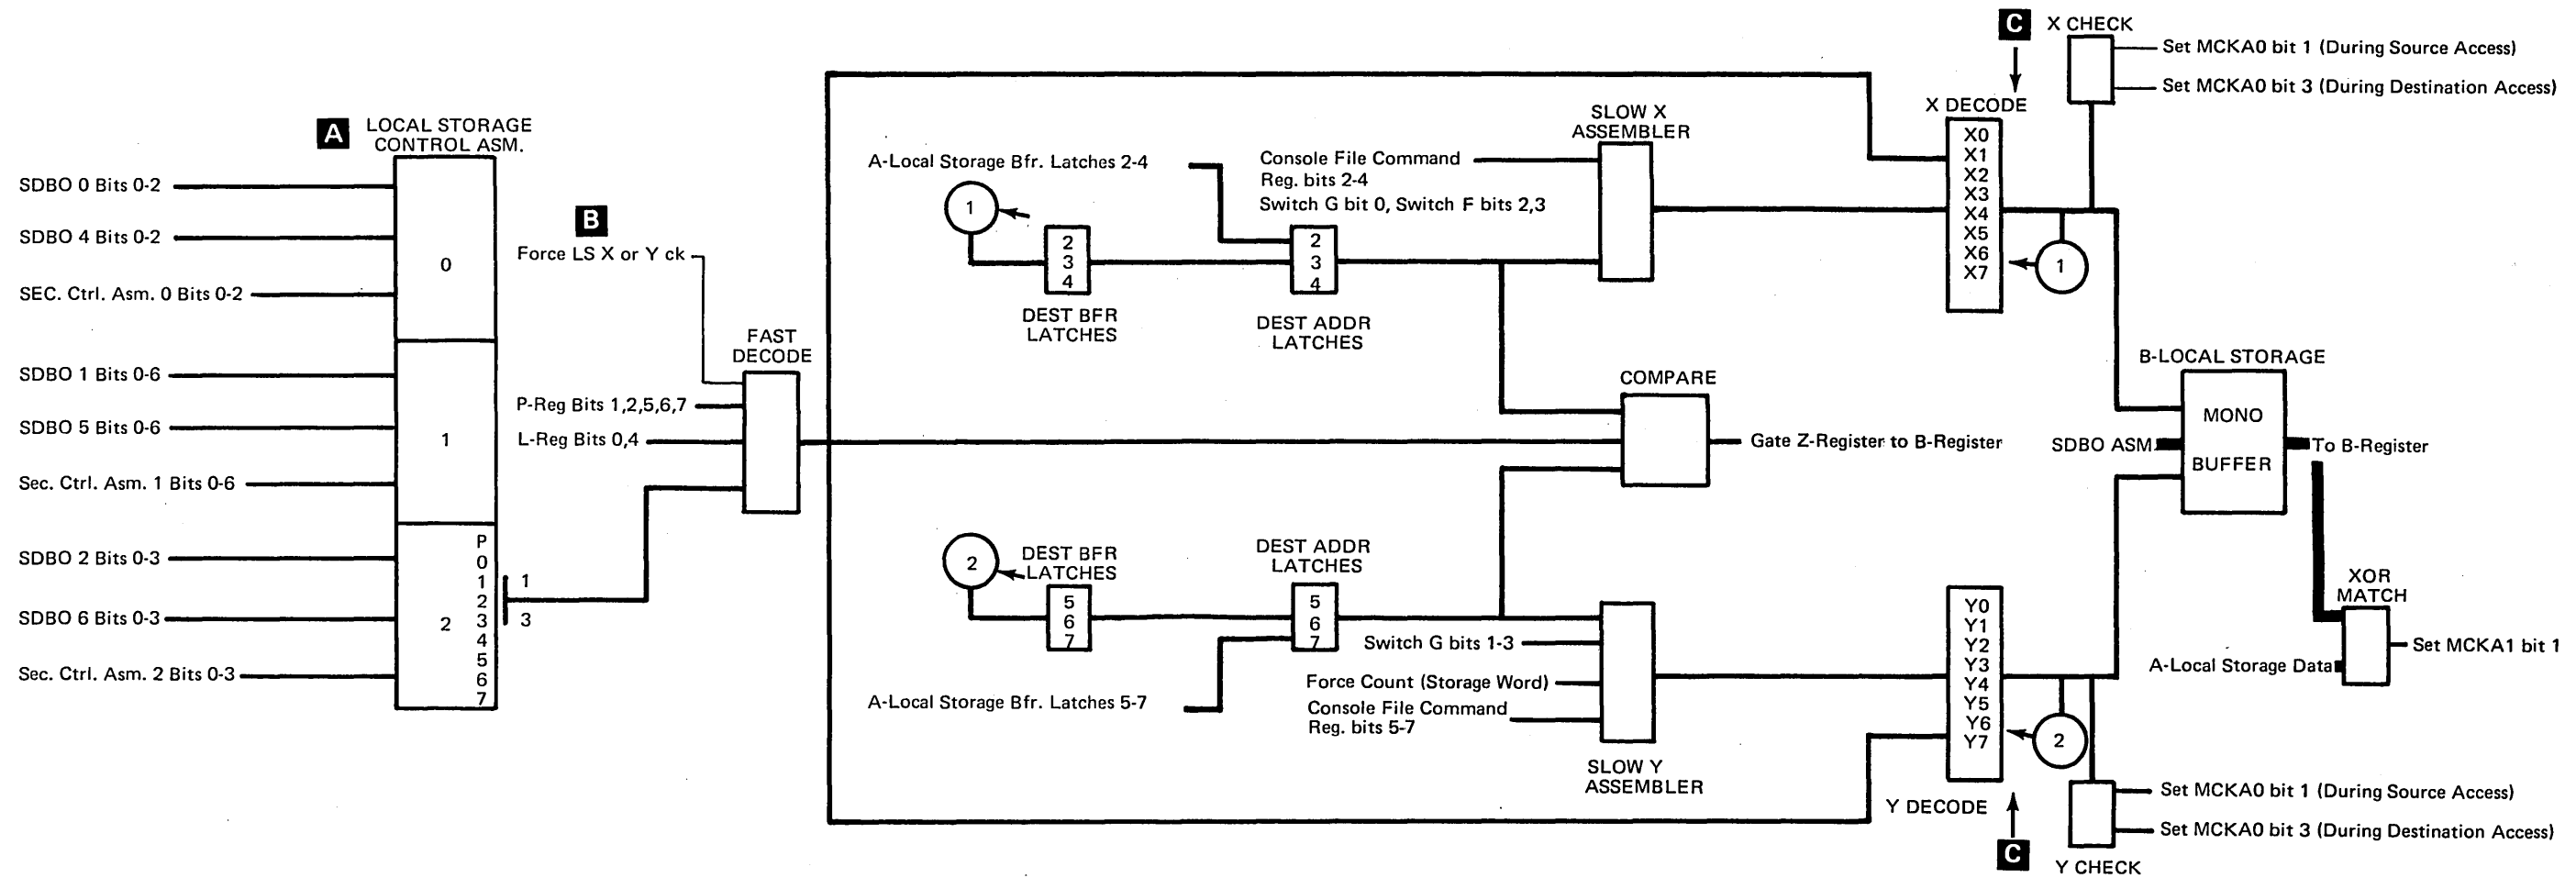 A
LOCAL STORAGE
CONTROL ASM.
SDBO 0 Bits 0-2
SDBO 4 Bits 0-2
SEC. Ctrl. Asm. 0 Bits 0-2
0
SDBO 1 Bits 0-6
SDBO 5 Bits 0-6
Sec. Ctrl. Asm. 1 Bits 0-6
1
SDBO 2 Bits 0-3
SDBO 6 Bits 0-3
Sec. Ctrl. Asm. 2 Bits 0-3
2
P
0
1
2
3
4
5
6
7
1
3
B
Force LS X or Y ck
FAST
DECODE
P-Reg Bits 1,2,5,6,7
L-Reg Bits 0,4
A-Local Storage Bfr. Latches 2-4
1
2
3
4
DEST BFR
LATCHES
Console File Command
Reg. bits 2-4
Switch G bit 0, Switch F bits 2,3
2
3
4
DEST ADDR
LATCHES
SLOW X
ASSEMBLER
COMPARE
Gate Z-Register to B-Register
2
DEST BFR
LATCHES
5
6
7
DEST ADDR
LATCHES
5
6
7
A-Local Storage Bfr. Latches 5-7
Switch G bits 1-3
Force Count (Storage Word)
Console File Command
Reg. bits 5-7
SLOW Y
ASSEMBLER
C
X DECODE
X0
X1
X2
X3
X4
X5
X6
X7
1
X CHECK
Set MCKA0 bit 1 (During Source Access)
Set MCKA0 bit 3 (During Destination Access)
B-LOCAL STORAGE
MONO
BUFFER
SDBO ASM.
To B-Register
XOR
MATCH
A-Local Storage Data
Set MCKA1 bit 1
Y0
Y1
Y2
Y3
Y4
Y5
Y6
Y7
Y DECODE
C
2
Set MCKA0 bit 1 (During Source Access)
Set MCKA0 bit 3 (During Destination Access)
Y CHECK